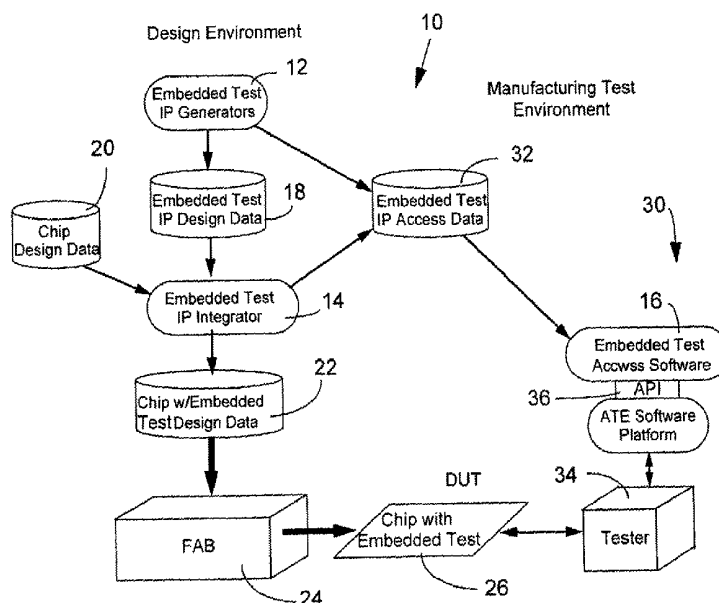 Design Environment
10
12
Embedded Test
IP Generators
Manufacturing Test
Environment
20
32
18
Embedded Test
IP Design Data
Embedded Test
IP Access Data
Chip
Design Data
30
Embedded Test
IP Integrator
14
16
Embedded Test
Accwss Software
22
Chip w/Embedded
Test Design Data
36
API
ATE Software
Platform
34
DUT
FAB
Chip with
Embedded Test
Tester
24
26